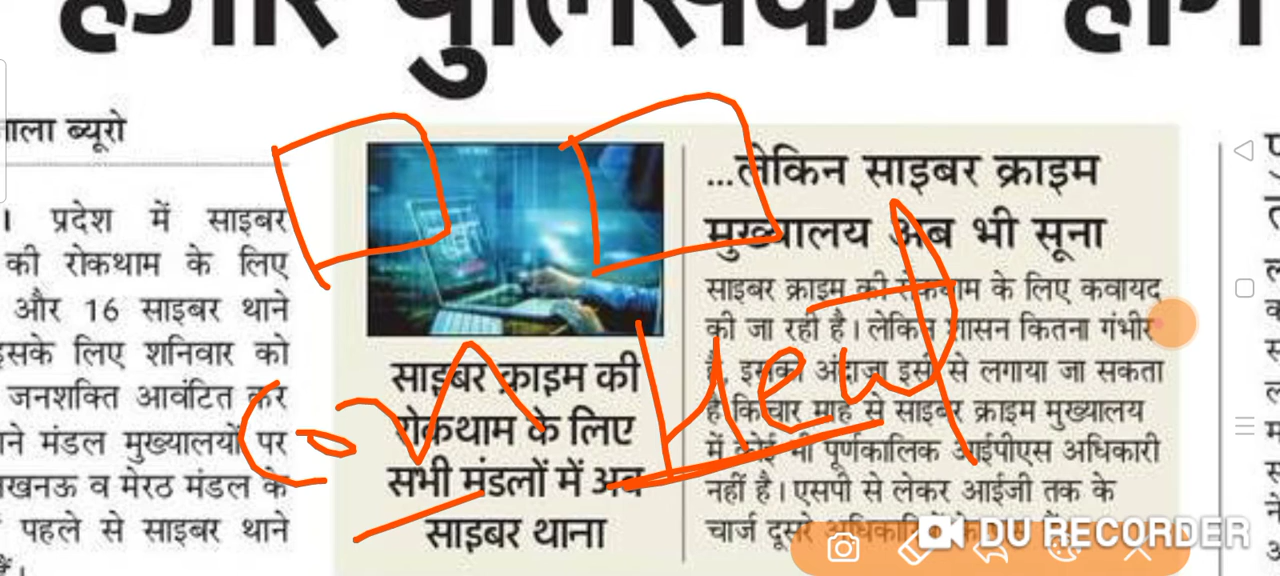 ब्यूरो
प्रदेश में साइबर
की रोकथाम के लिए
और 16 साइबर थाने
इसके लिए शनिवार को
जनशक्ति आवंटित कर
मंडल मुख्यालयों पर
लखनऊ व मेरठ मंडल के
पहले से साइबर थाने
साइबर क्राइम की
रोकथाम के लिए
सभी मंडलों में अब
साइबर थाना
...लेकिन साइबर क्राइम
मुख्यालय अब भी सूना
साइबर क्राइम की रोकथाम के लिए कवायद
की जा रही है। लेकिन शासन कितना गंभीर
है, इसका अंदाजा इसी से लगाया जा सकता
है कि चार माह से साइबर क्राइम मुख्यालय
में कोई भी पूर्णकालिक आईपीएस अधिकारी
नहीं है। एसपी से लेकर आईजी तक के
चार्ज दूसरे
DU RECORDER